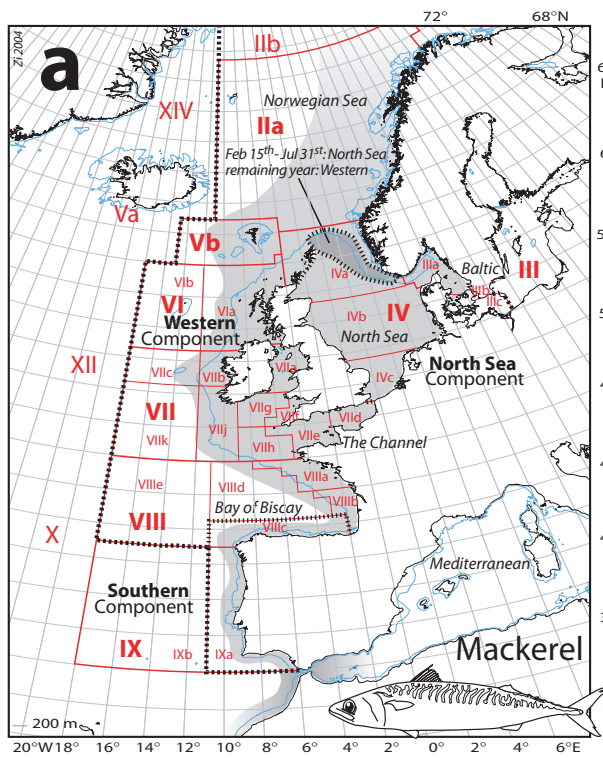 72°
68°N
ZI 2004
a
IIb
Norwegian Sea
XIV
IIa
Feb 15th- Jul 31st: North Sea
remaining year: Western
Va
Vb
IIIa
Baltic
III
IVa
IIIb
IIIc
VIb
VI
VIa
IV
IVb
Western
Component
North Sea
XII
VIIc
VIIb
VIIa
IVc
North Sea
Component
VII
VIIg
VIIf
VIId
VIIj
VIIe
VIIk
VIIh
The Channel
VIIIa
VIIIe
VIIId
VIIIb
X
VIII
Bay of Biscay
VIIIc
Southern
Component
Mediterranean
IX
IXb
IXa
Mackerel
200 m
20°W
18°
16°
14°
12°
10°
8°
6°
4°
2°
0°
2°
4°
6°
8°E